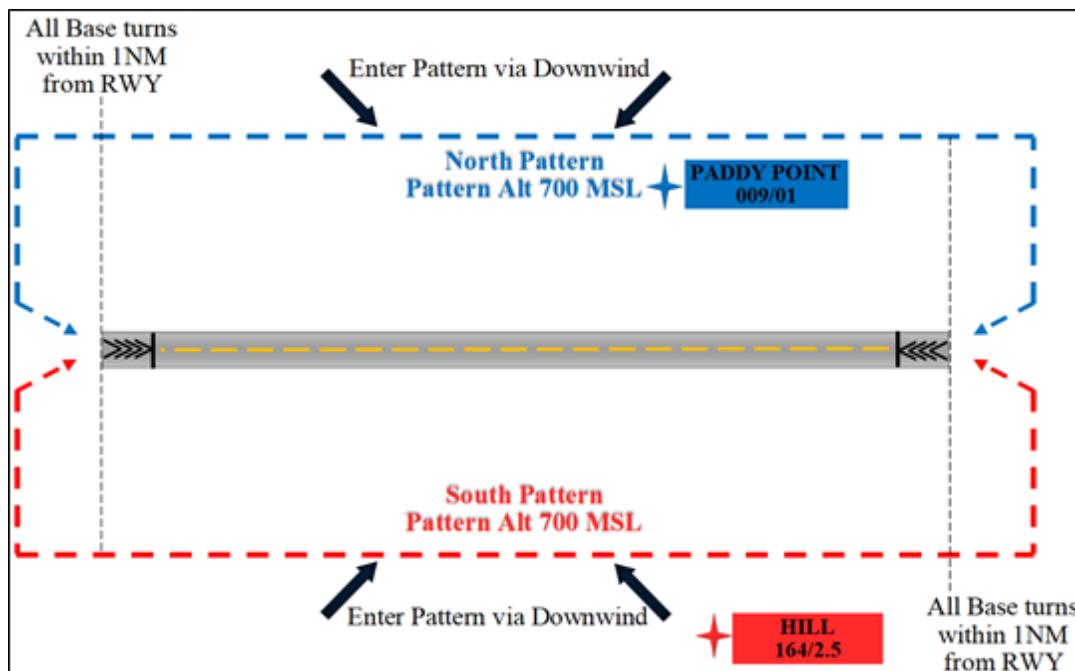 All Base turns
within 1NM
from RWY
Enter Pattern via Downwind
North Pattern
Pattern Alt 700 MSL
PADDY POINT
009/01
South Pattern
Pattern Alt 700 MSL
Enter Pattern via Downwind
HILL
164/2.5
All Base turns
within 1NM
from RWY